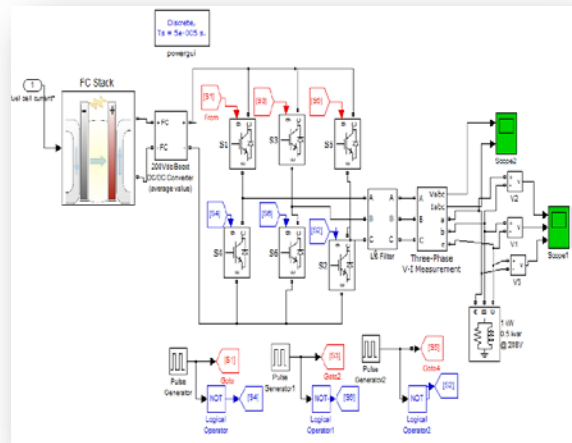 Discrete,
Ts = 5e-005 s.
powergui
1
fuel cell current*
FC Stack
FC
FC
200Vdc Boost
DC/DC Converter
(average value)
[S1]
From
[S3]
[S5]
S1
S3
S5
[S4]
[S6]
[S2]
S4
S6
S2
A
B
C
A
B
C
Filter
A
B
C
Vabc
Iabc
a
b
c
Three-Phase
V-I Measurement
Scope2
V2
V1
V3
Scope1
A B C
1 kW
0.5 kvar
@ 208V
Pulse
Generator
[S1]
Goto
NOT
[S4]
Logical
Operator
Pulse
Generator1
[S3]
Goto2
NOT
[S6]
Logical
Operator1
Pulse
Generator2
[S5]
Goto4
NOT
[S2]
Logical
Operator2